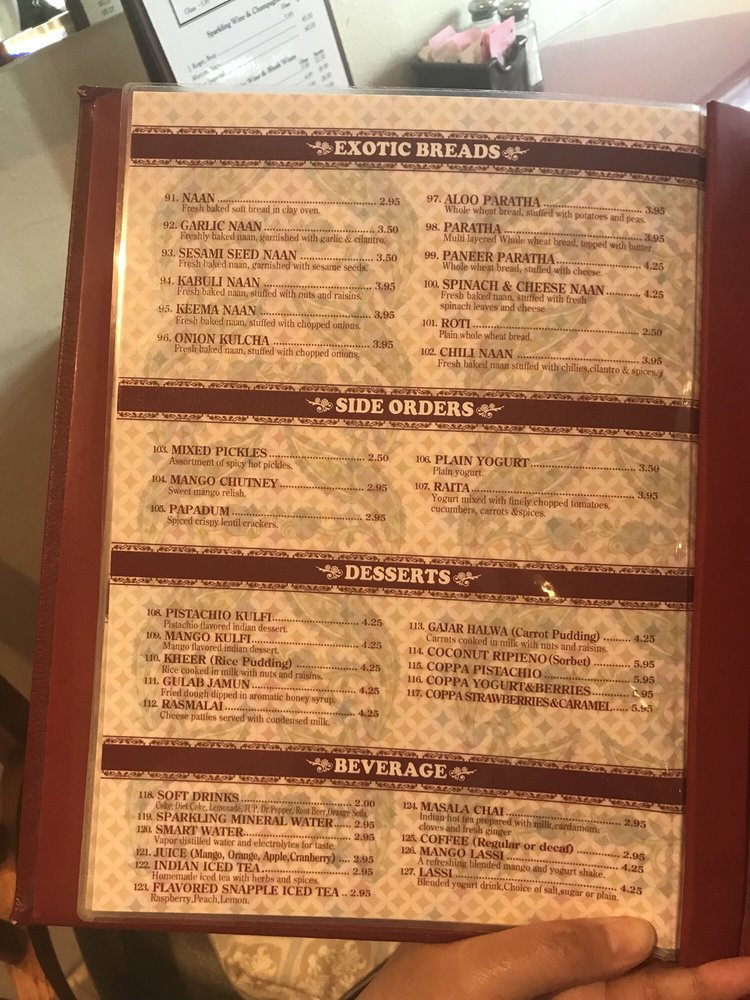 Sparkling Wine & Champagne
EXOTIC BREADS
91. NAAN 2.95
Fresh baked soft bread in clay oven.
92. GARLIC NAAN 3.50
Freshly baked naan, garnished with garlic & cilantro.
93. SESAMI SEED NAAN 3.50
Fresh baked naan, garnished with sesame seeds.
94. KABULI NAAN 3.95
Fresh baked naan, stuffed with nuts and raisins.
95. KEEMA NAAN 3.95
Fresh baked naan, stuffed with chopped onions.
96. ONION KULCHA 3.95
Fresh baked naan, stuffed with chopped onions.
97. ALOO PARATHA 3.95
Whole wheat bread, stuffed with potatoes and peas.
98. PARATHA 3.95
Multi layered Whole wheat bread, topped with butter.
99. PANEER PARATHA 4.25
Whole wheat bread, stuffed with cheese.
100. SPINACH & CHEESE NAAN 4.25
Fresh baked naan, stuffed with fresh
spinach leaves and cheese
101. ROTI 2.50
Plain whole wheat bread.
102. CHILI NAAN 3.95
Fresh baked naan stuffed with chilies,cilantro & spices.
SIDE ORDERS
103. MIXED PICKLES 2.50
Assortment of spicy hot pickles.
104. MANGO CHUTNEY 2.95
Sweet mango relish.
105. PAPADUM 2.95
Spiced crispy lentil crackers.
106. PLAIN YOGURT 3.50
Plain yogurt.
107. RAITA 3.95
Yogurt mixed with finely chopped tomatoes,
cucumbers, carrots &spices.
DESSERTS
108. PISTACHIO KULFI 4.25
Pistachio flavored indian dessert.
109. MANGO KULFI 4.25
Mango flavored indian dessert.
110. KHEER (Rice Pudding) 4.25
Rice cooked in milk with nuts and raisins.
111. GULAB JAMUN 4.25
Fried dough dipped in aromatic honey syrup.
112. RASMALAI 4.25
Cheese patties served with condensed milk.
113. GAJAR HALWA (Carrot Pudding) 4.25
Carrots cooked in milk with nuts and raisins.
114. COCONUT RIPIENO (Sorbet) 5.95
115. COPPA PISTACHIO 5.95
116. COPPA YOGURT&BERRIES
117. COPPA STRAWBERRIES&CARAMEL 5.95
BEVERAGE
118. SOFT DRINKS 2.00
Coke, Diet Coke, Lemonade, 7UP, Dr.Pepper, Root Beer,Orange Soda
119. SPARKLING MINERAL WATER 2.95
120. SMART WATER 2.95
Vapor distilled water and electrolytes for taste.
121. JUICE (Mango, Orange, Apple,Cranberry) 2.95
122. INDIAN ICED TEA 2.95
Homemade iced tea with herbs and spices.
123. FLAVORED SNAPPLE ICED TEA 2.95
Raspberry,Peach,Lemon.
124. MASALA CHAI 2.95
Indian hot tea prepared with milk,cardamom,
cloves and fresh ginger
125. COFFEE (Regular or decaf) 2.95
126. MANGO LASSI 4.25
A refreshing blended mango and yogurt shake.
127. LASSI 4.25
Blended yogurt drink,Choice of salt,sugar or plain.